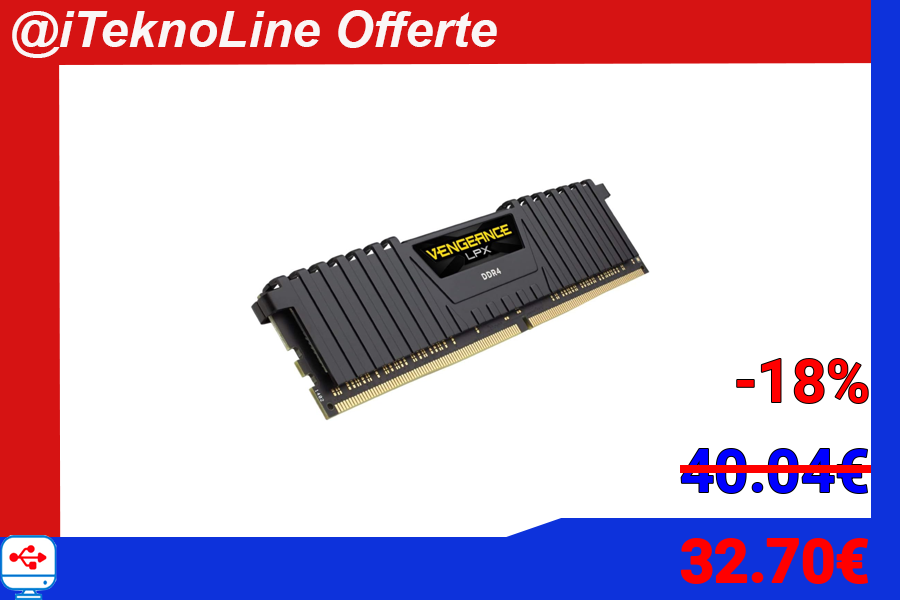 @iTeknoLine Offerte
VENGEANCE
LPX
DDR4
-18%
40.04€
32.70€